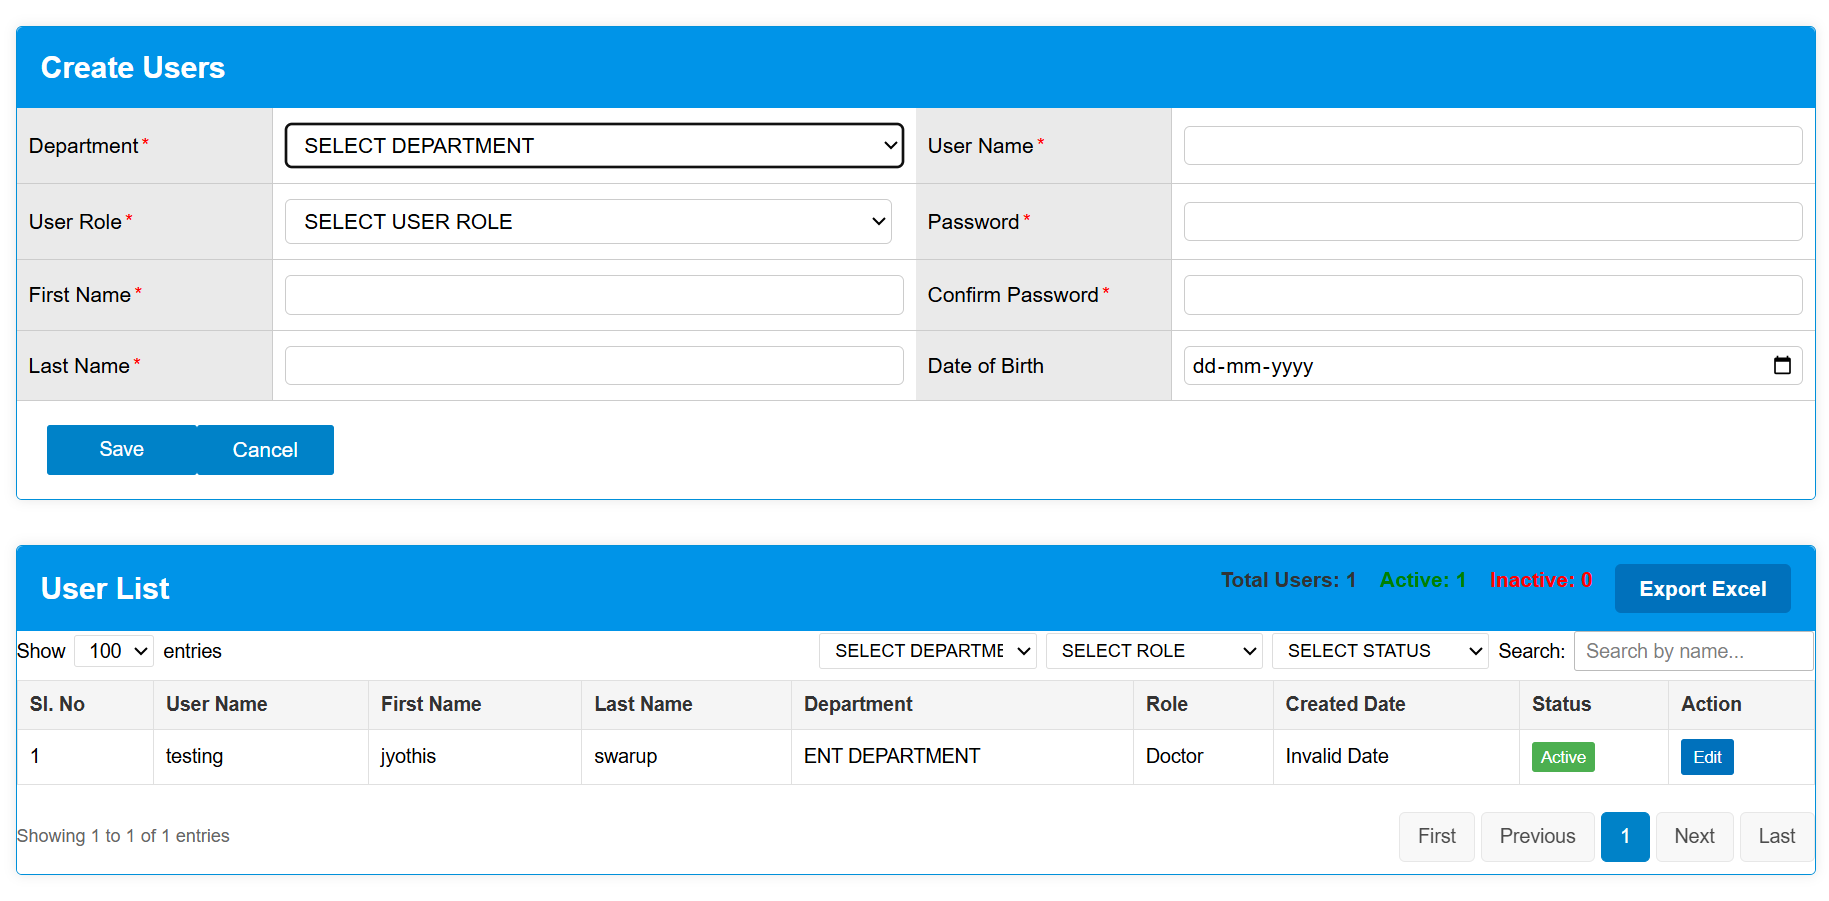 Create Users
Department* SELECT DEPARTMENT User Name*
User Role* SELECT USER ROLE Password*
First Name* Confirm Password*
Last Name* Date of Birth dd-mm-yyyy
Save Cancel
User List Total Users: 1 Active: 1 Inactive: 0 Export Excel
Show 100 entries SELECT DEPARTME SELECT ROLE SELECT STATUS Search: Search by name...
Sl. No User Name First Name Last Name Department Role Created Date Status Action
1 testing jyothis swarup ENT DEPARTMENT Doctor Invalid Date Active Edit
Showing 1 to 1 of 1 entries First Previous 1 Next Last